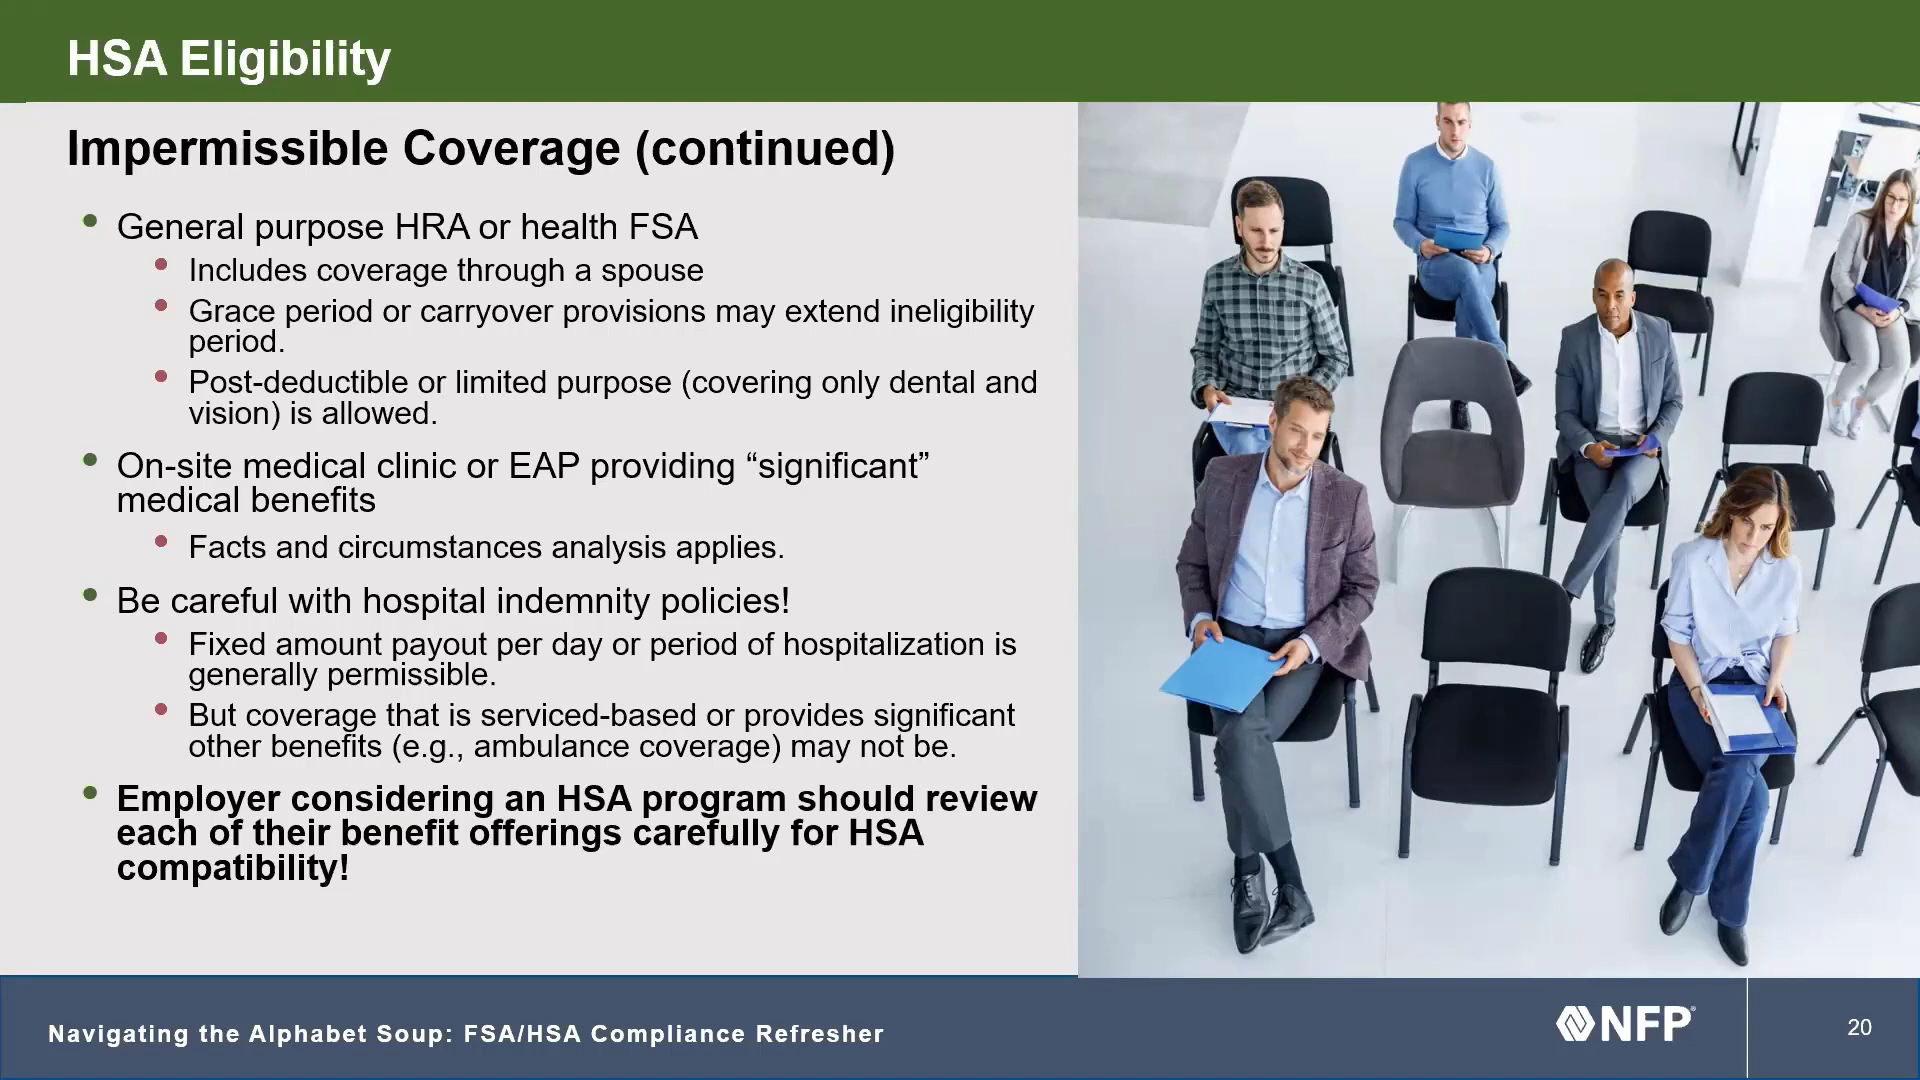 HSA Eligibility
Impermissible Coverage (continued)
• General purpose HRA or health FSA
• Includes coverage through a spouse
• Grace period or carryover provisions may extend ineligibility
period.
• Post-deductible or limited purpose (covering only dental and
vision) is allowed.
• On-site medical clinic or EAP providing “significant”
medical benefits
• Facts and circumstances analysis applies.
• Be careful with hospital indemnity policies!
• Fixed amount payout per day or period of hospitalization is
generally permissible.
• But coverage that is serviced-based or provides significant
other benefits (e.g., ambulance coverage) may not be.
• Employer considering an HSA program should review
each of their benefit offerings carefully for HSA
compatibility!
Navigating the Alphabet Soup: FSA/HSA Compliance Refresher
NFP®
20